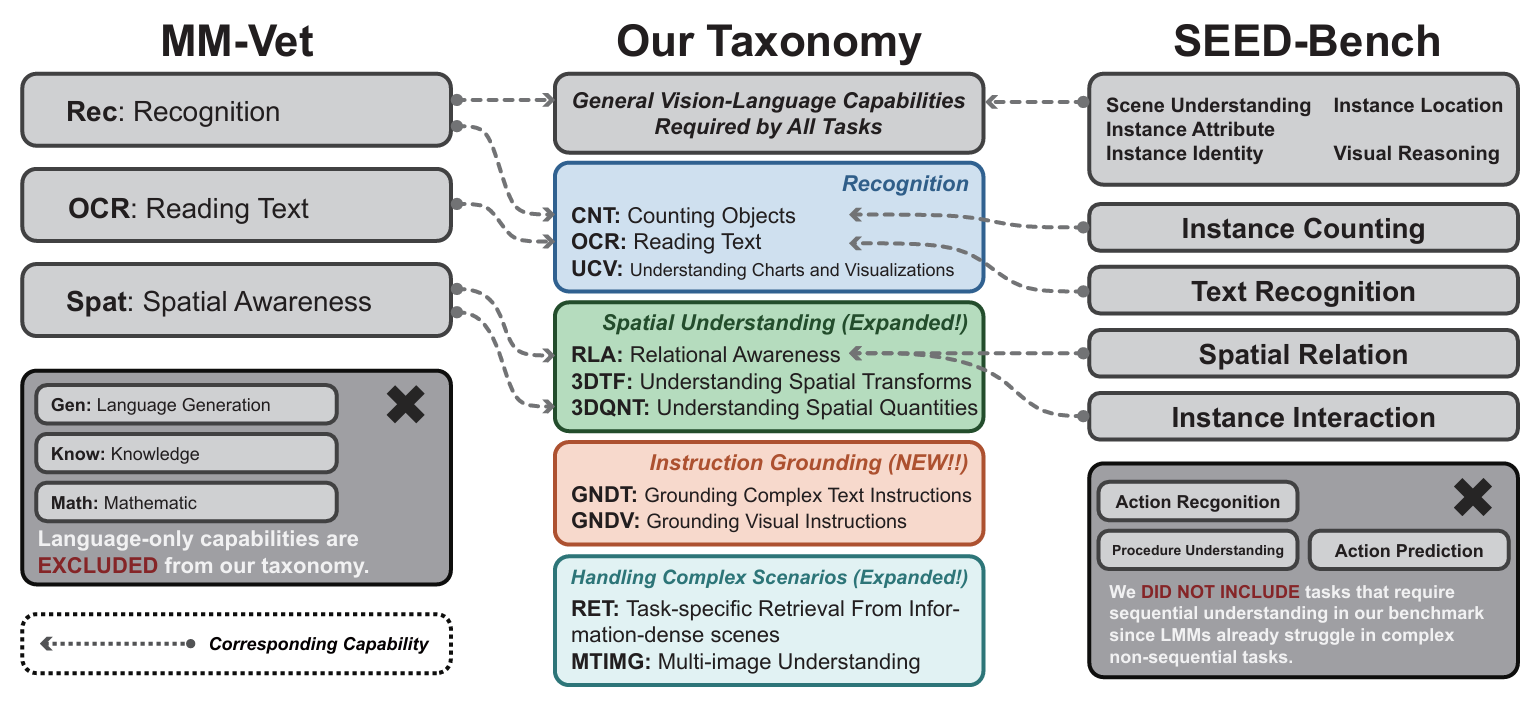 MM-Vet
Rec: Recognition
OCR: Reading Text
Spat: Spatial Awareness
Gen: Language Generation
Know: Knowledge
Math: Mathematic
Language-only capabilities are
EXCLUDED from our taxonomy.
Corresponding Capability
Our Taxonomy
General Vision-Language Capabilities
Required by All Tasks
Recognition
CNT: Counting Objects
OCR: Reading Text
UCV: Understanding Charts and Visualizations
Spatial Understanding (Expanded!)
RLA: Relational Awareness
3DTF: Understanding Spatial Transforms
3DQNT: Understanding Spatial Quantities
Instruction Grounding (NEW!!)
GNDT: Grounding Complex Text Instructions
GNDV: Grounding Visual Instructions
Handling Complex Scenarios (Expanded!)
RET: Task-specific Retrieval From Infor-
mation-dense scenes
MTIMG: Multi-image Understanding
SEED-Bench
Scene Understanding Instance Location
Instance Attribute
Instance Identity Visual Reasoning
Instance Counting
Text Recognition
Spatial Relation
Instance Interaction
Action Recgonition
Procedure Understanding Action Prediction
We DID NOT INCLUDE tasks that require
sequential understanding in our benchmark
since LMMs already struggle in complex
non-sequential tasks.